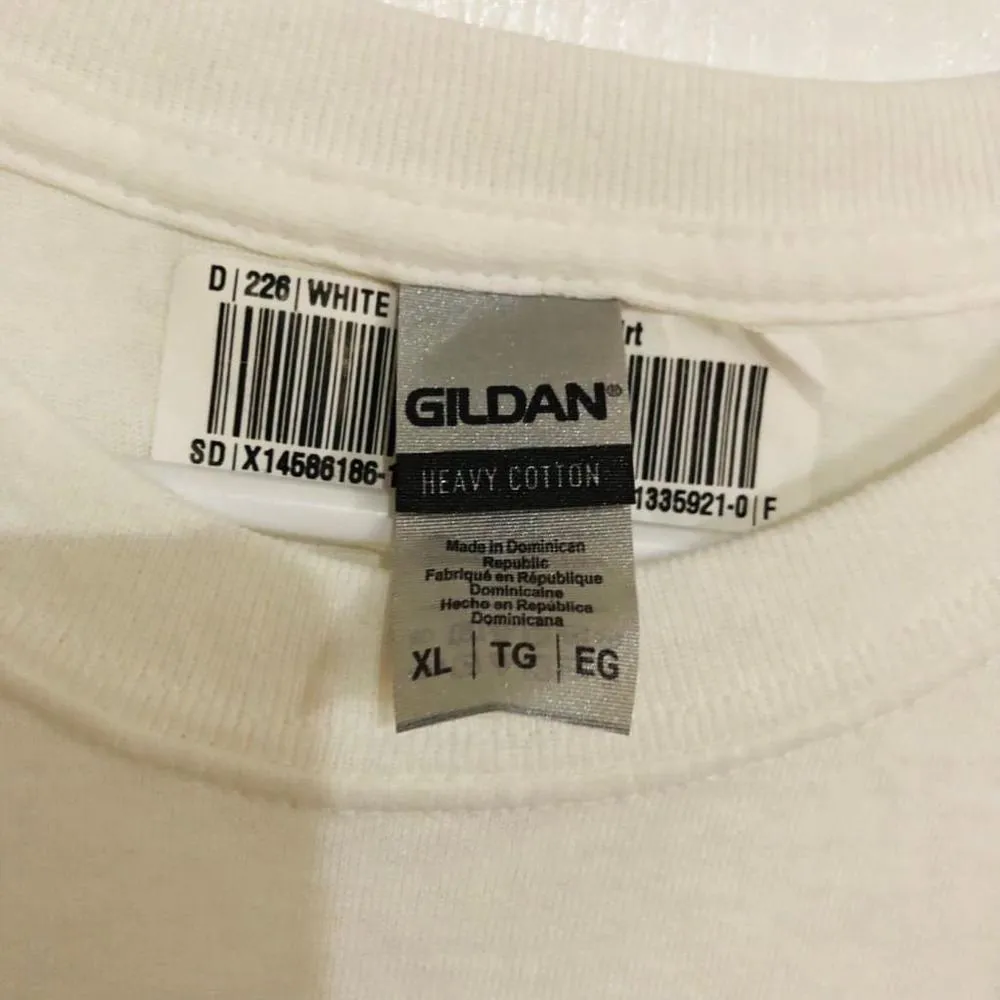 D | 226 | WHITE
SD | X14586186-
rt
1335921-0 | F
GILDAN®
HEAVY COTTON
Made in Dominican
Republic
Fabriqué en République
Dominicaine
Hecho en República
Dominicana
XL | TG | EG